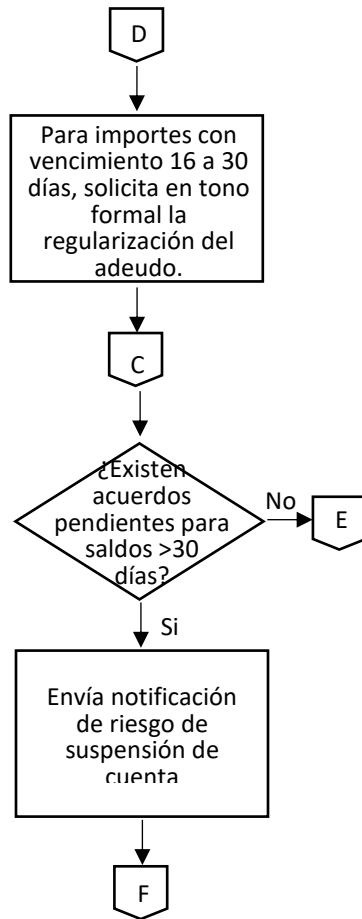 D
Para importes con
vencimiento 16 a 30
días, solicita en tono
formal la
regularización del
adeudo.
C
¿Existen
acuerdos
pendientes para
saldos >30
días?
No
E
Si
Envía notificación
de riesgo de
suspensión de
cuenta
F